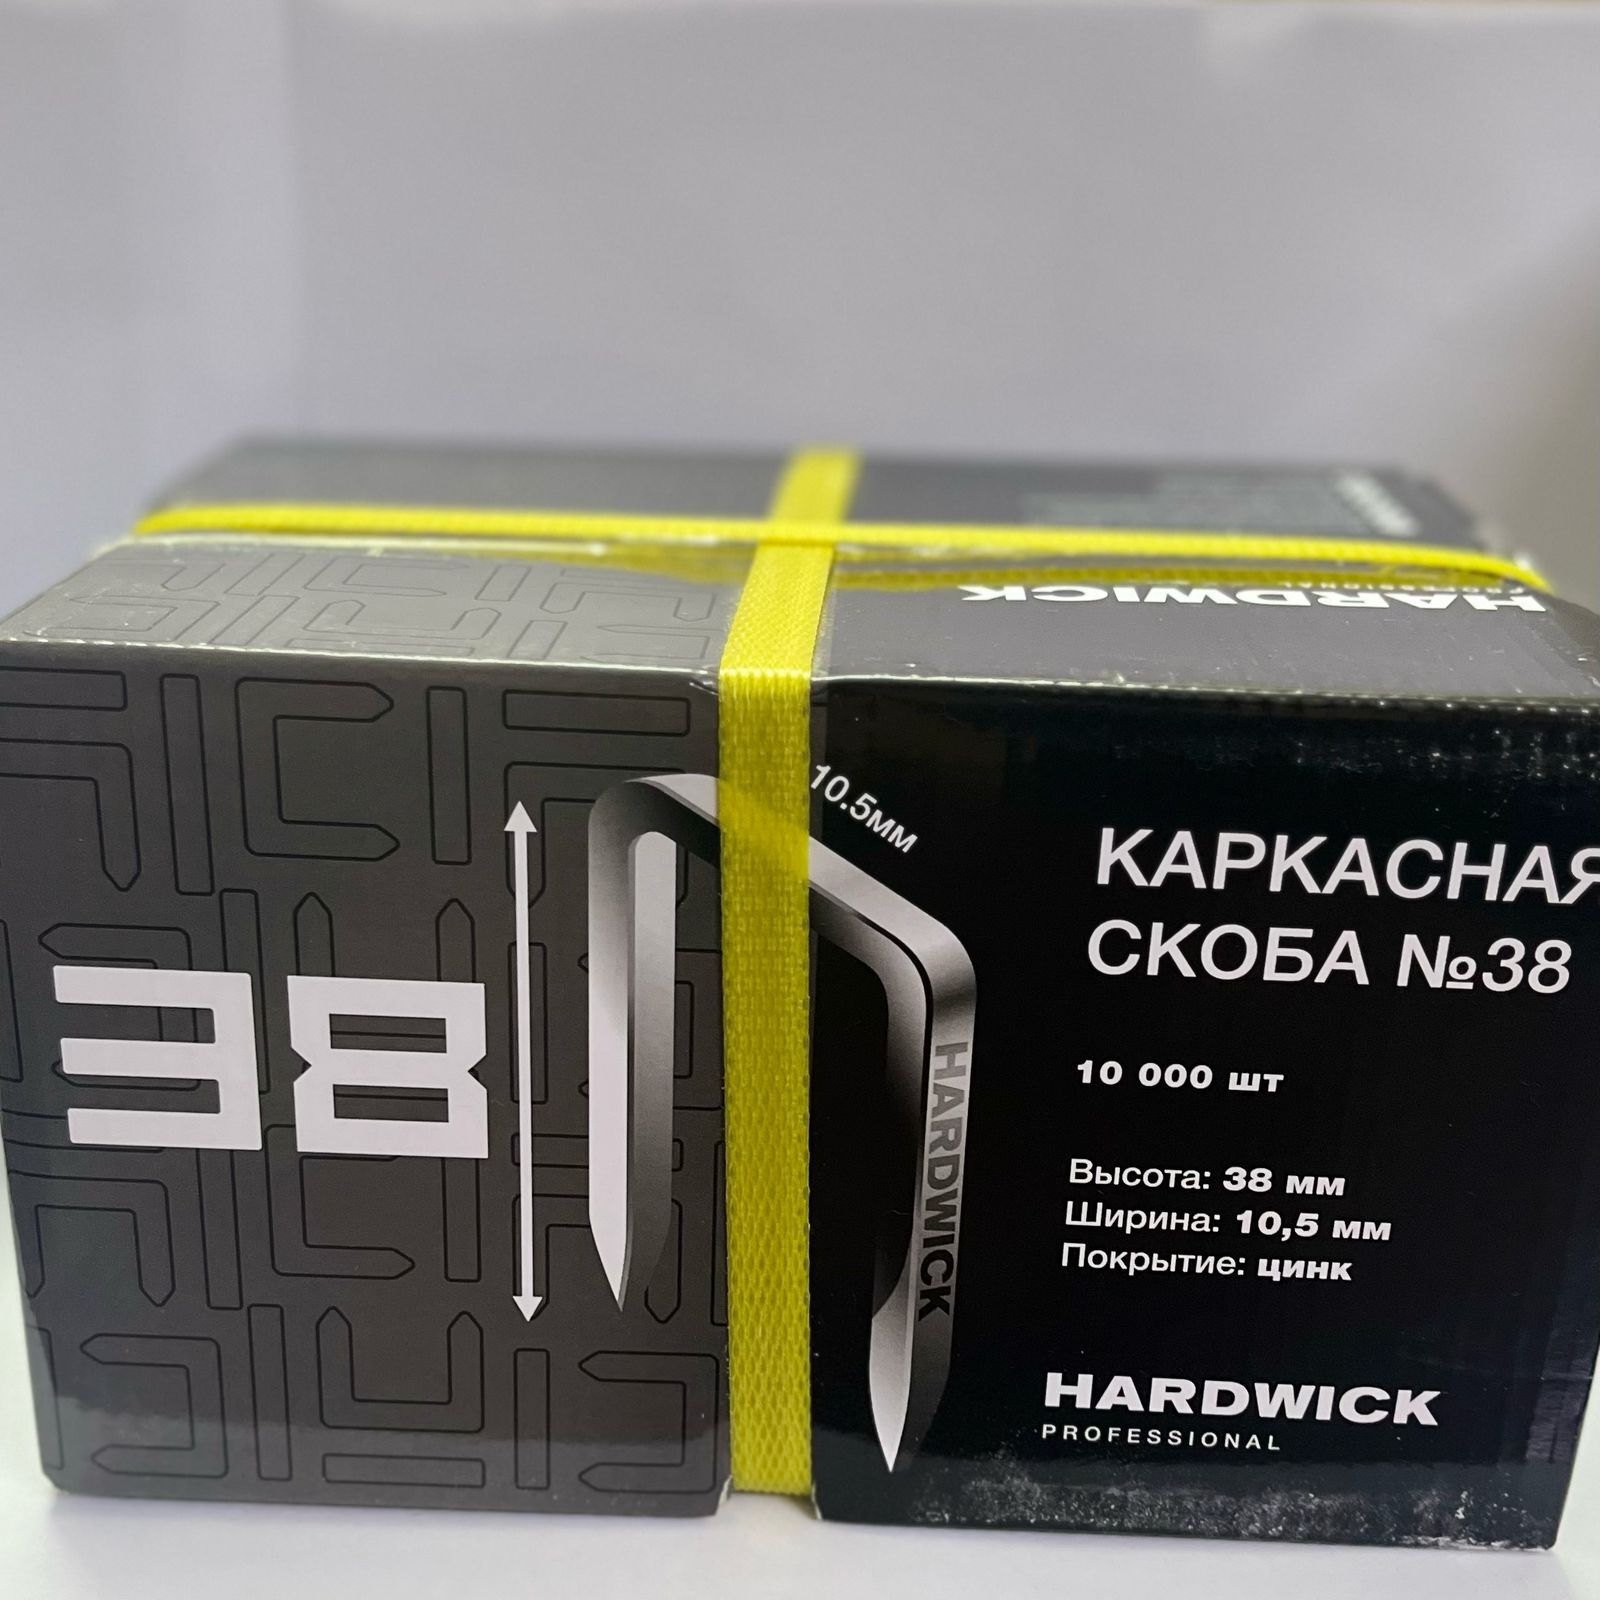 HARDWICK
PROFESSIONAL
10.5мм
38
КАРКАСНАЯ
СКОБА №38
10 000 шт
Высота: 38 мм
Ширина: 10,5 мм
Покрытие: цинк
HARDWICK
HARDWICK
PROFESSIONAL